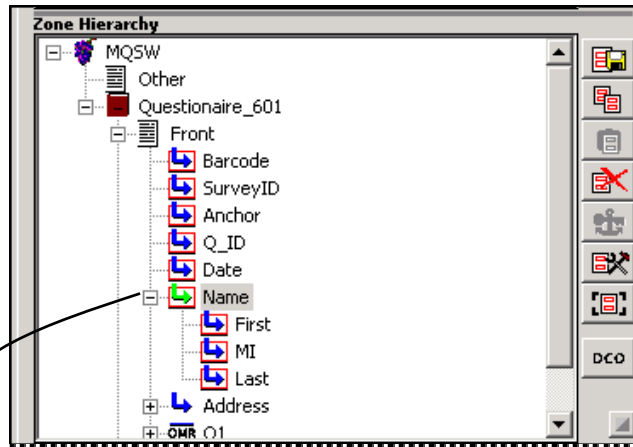 Zone Hierarchy
MQSW
Other
Questionaire_601
Front
Barcode
SurveyID
Anchor
Q_ID
Date
Name
First
MI
Last
DCO
Address
OMR Q1